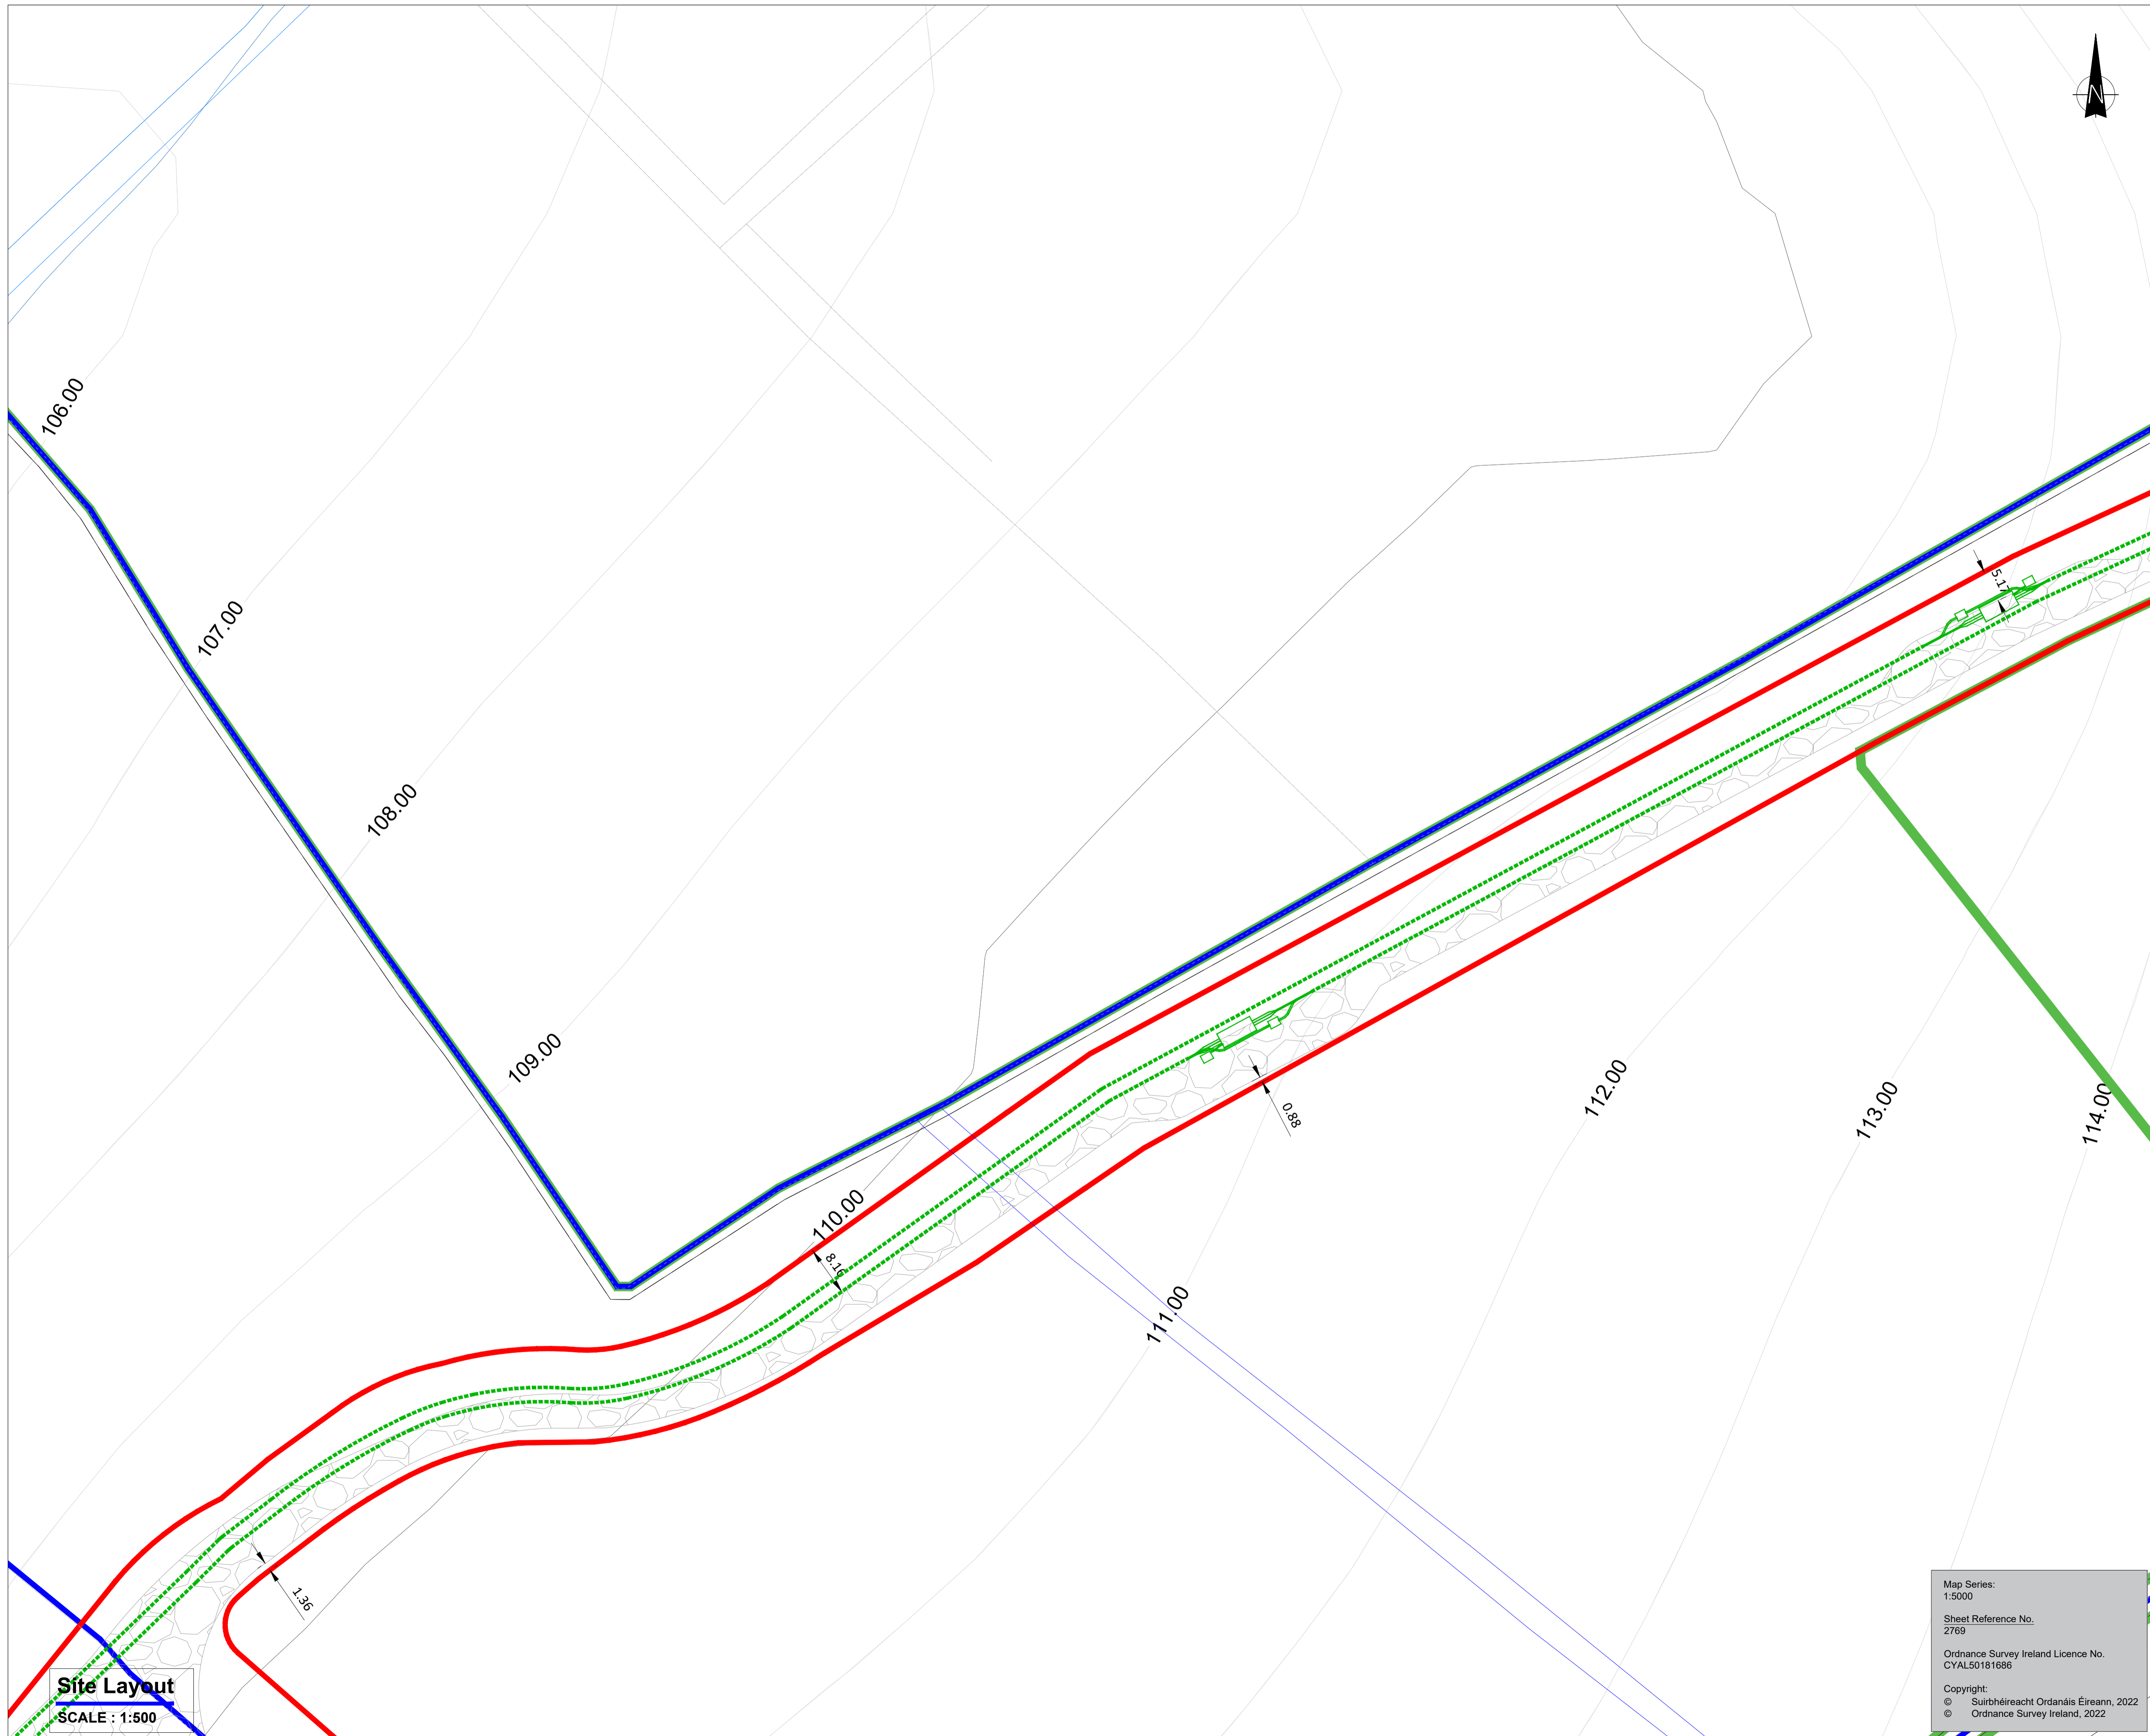 N
106.00
107.00
5.17
108.00
109.00
112.00
113.00
114.00
0.88
110.00
8.16
111.00
1.36
Site Layout
SCALE : 1:500
Map Series:
1:5000
Sheet Reference No.
2769
Ordnance Survey Ireland Licence No.
CYAL50181686
Copyright:
© Suirbhéireacht Ordanáis Éireann, 2022
© Ordnance Survey Ireland, 2022